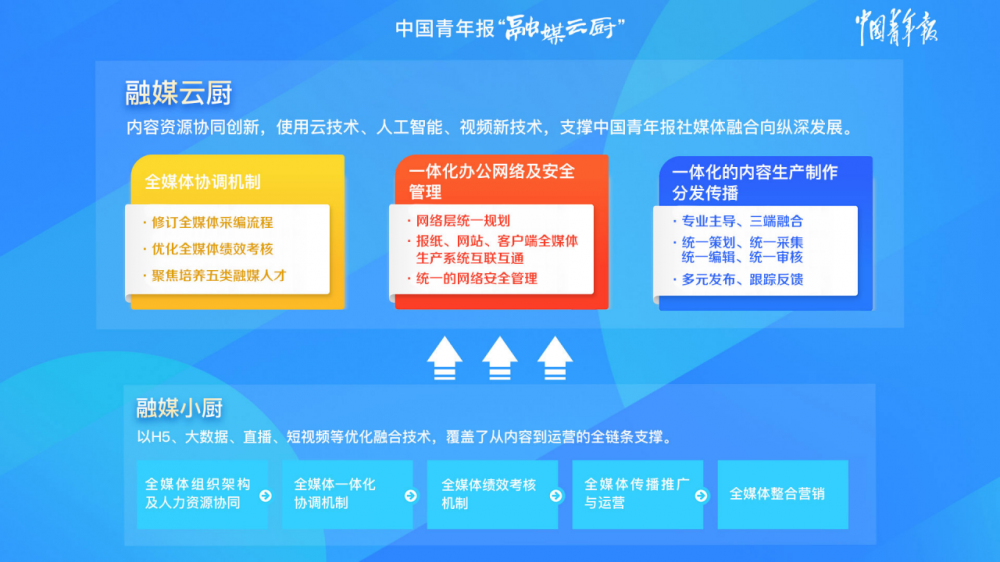 中国青年报“融媒云厨”
中国青年报
融媒云厨
内容资源协同创新，使用云技术、人工智能、视频新技术，支撑中国青年报社媒体融合向纵深发展。
全媒体协调机制
·修订全媒体采编流程
·优化全媒体绩效考核
·聚焦培养五类融媒人才
一体化办公网络及安全
管理
·网络层统一规划
·报纸、网站、客户端全媒体
生产系统互联互通
·统一的网络安全管理
一体化的内容生产制作
分发传播
·专业主导、三端融合
·统一策划、统一采集
统一编辑、统一审核
·多元发布、跟踪反馈
融媒小厨
以H5、大数据、直播、短视频等优化融合技术，覆盖了从内容到运营的全链条支撑。
全媒体组织架构
及人力资源协同
全媒体一体化
协调机制
全媒体绩效考核
机制
全媒体传播推广
与运营
全媒体整合营销